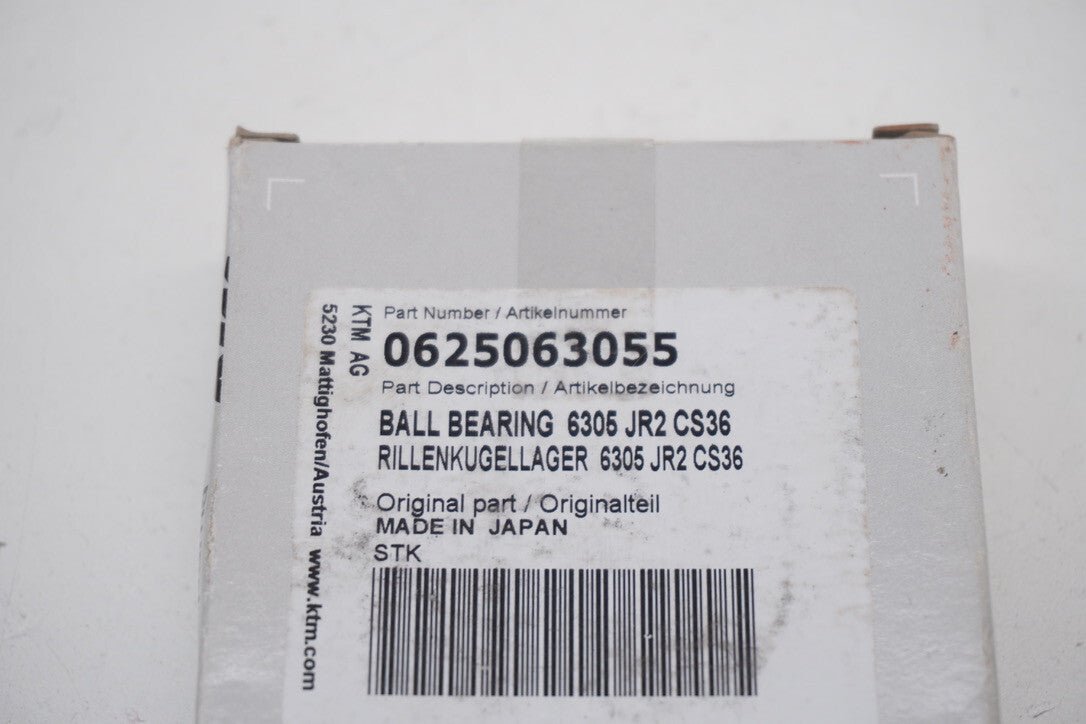 Part Number / Artikelnummer
0625063055
Part Description / Artikelbezeichnung
BALL BEARING 6305 JR2 CS36
RILLENKUGELLAGER 6305 JR2 CS36
Original part / Originalteil
MADE IN JAPAN
STK
KTM AG
5230 Mattighofen/Austria www.ktm.com